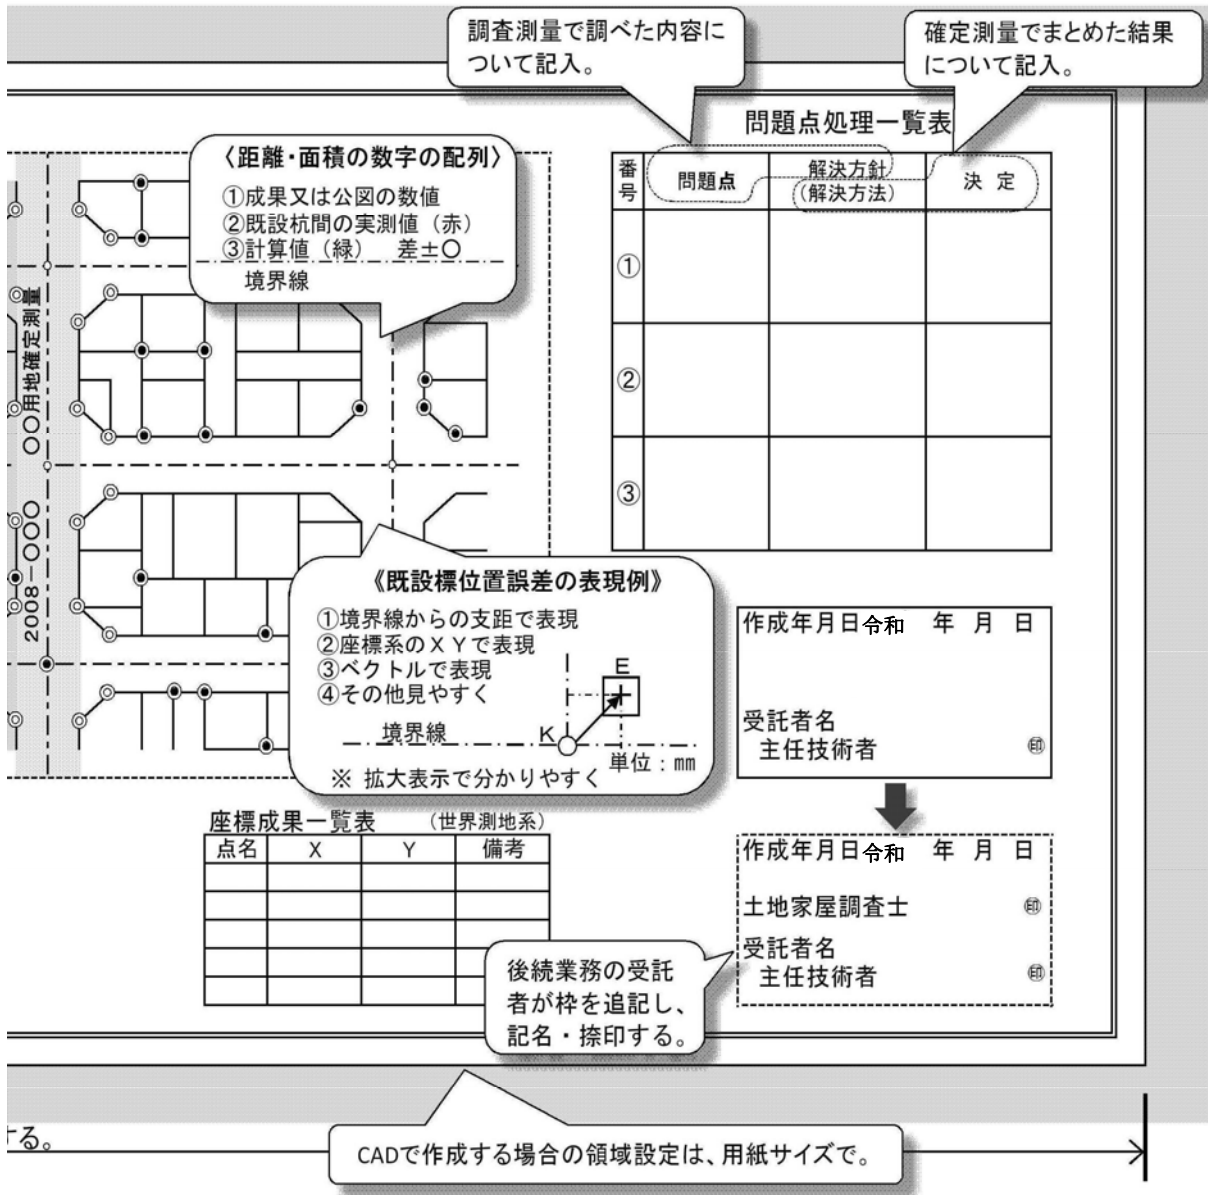 調査測量で調べた内容に
ついて記入。
確定測量でまとめた結果
について記入。
問題点処理一覧表
番号
問題点
解決方針
(解決方法)
決 定
①
②
③
〈距離・面積の数字の配列〉
①成果又は公図の数値
②既設杭間の実測値（赤）
③計算値（緑） 差±〇
境界線
2008-〇〇〇 〇〇用地確定測量
《既設標位置誤差の表現例》
①境界線からの支距で表現
②座標系のＸＹで表現
③ベクトルで表現
④その他見やすく
E
K
境界線
単位：㎜
※ 拡大表示で分かりやすく
作成年月日 令和 年 月 日
受託者名
主任技術者 ㊞
座標成果一覧表 （世界測地系）
点名 X Y 備考
作成年月日 令和 年 月 日
土地家屋調査士 ㊞
受託者名
主任技術者 ㊞
後続業務の受託
者が枠を追記し、
記名・捺印する。
する。
CADで作成する場合の領域設定は、用紙サイズで。